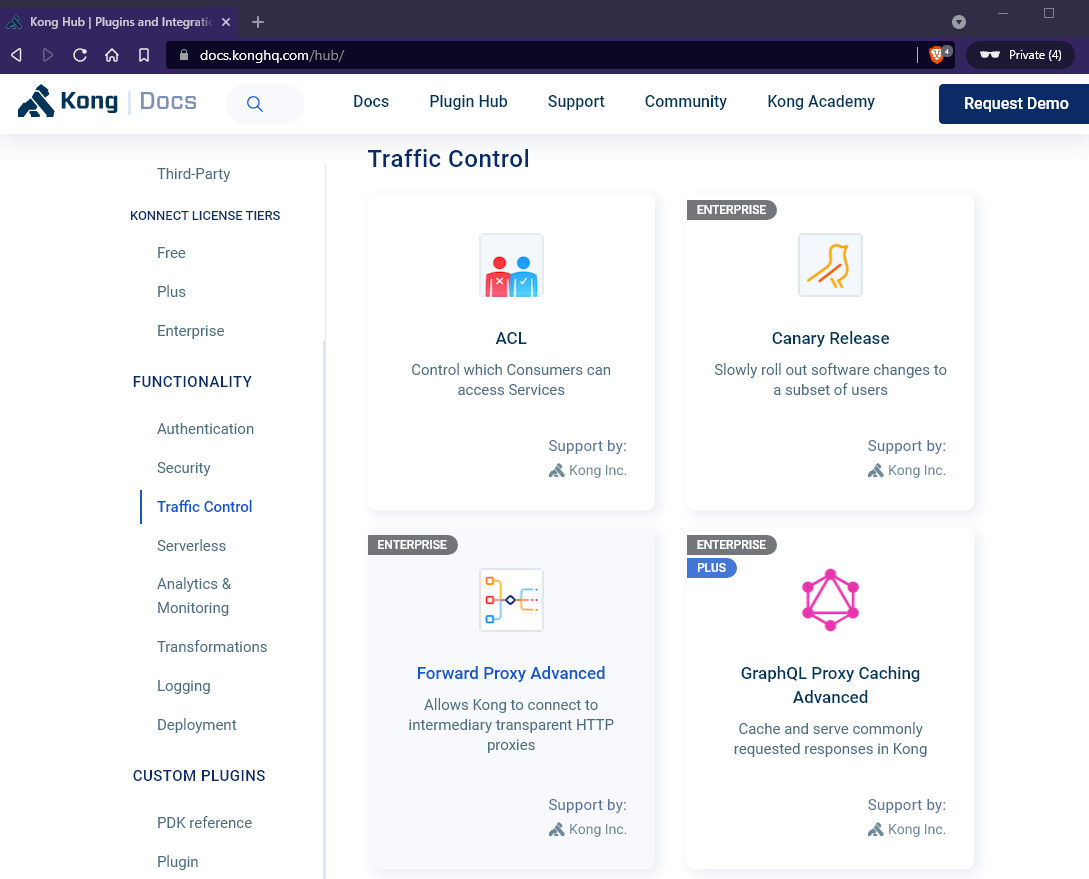 Kong Hub | Plugins and Integratio
docs.konghq.com/hub/
4
Private (4)
Kong | Docs
Docs
Plugin Hub
Support
Community
Kong Academy
Request Demo
Third-Party
KONNECT LICENSE TIERS
Free
Plus
Enterprise
FUNCTIONALITY
Authentication
Security
Traffic Control
Serverless
Analytics &
Monitoring
Transformations
Logging
Deployment
CUSTOM PLUGINS
PDK reference
Plugin
Traffic Control
ACL
Control which Consumers can
access Services
Support by:
Kong Inc.
ENTERPRISE
Canary Release
Slowly roll out software changes to
a subset of users
Support by:
Kong Inc.
ENTERPRISE
Forward Proxy Advanced
Allows Kong to connect to
intermediary transparent HTTP
proxies
Support by:
Kong Inc.
ENTERPRISE
PLUS
GraphQL Proxy Caching
Advanced
Cache and serve commonly
requested responses in Kong
Support by:
Kong Inc.